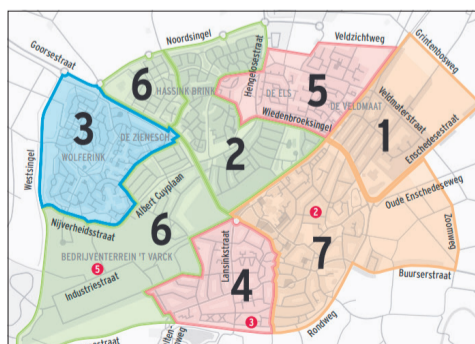 Noordsingel
Veldzichtweg
Grintenbosweg
Goorsestraat
6
HASSINK BRINK
Hengelosestraat
DE ELS
5
DE VELDMAAT
Veldmaterstraat
1
Enschedesestraat
3
WOLFERINK
DE ZIENESCH
Wiedenbroeksingel
2
Westsingel
Albert Cuyplaan
Oude Enschedeseweg
2
Zoomweg
Nijverheidsstraat
6
7
BEDRIJVENTERREIN 'T VARCK
5
Industriestraat
Lansinkstraat
4
Buurserstraat
3
Rondweg